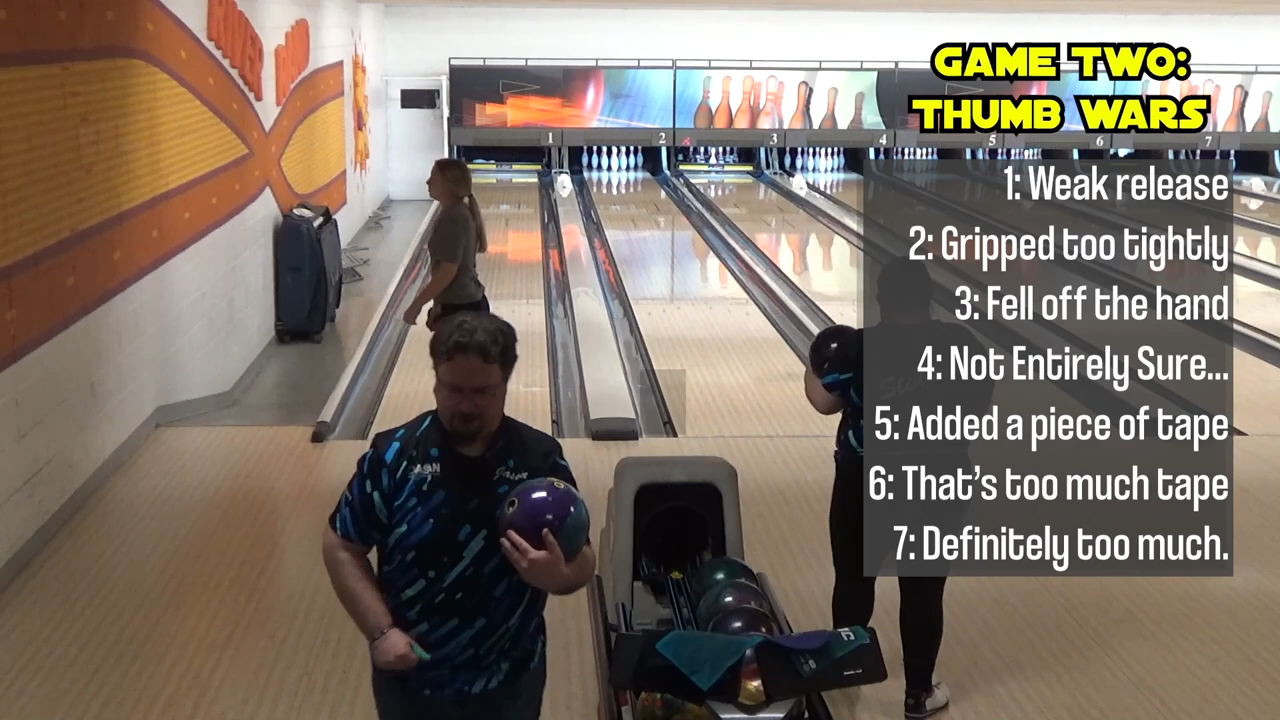 RIVER
GAME TWO:
THUMB WARS
1 2 3 4 5 6 7
1: Weak release
2: Gripped too tightly
3: Fell off the hand
4: Not Entirely Sure...
5: Added a piece of tape
6: That's too much tape
7: Definitely too much.
Jason